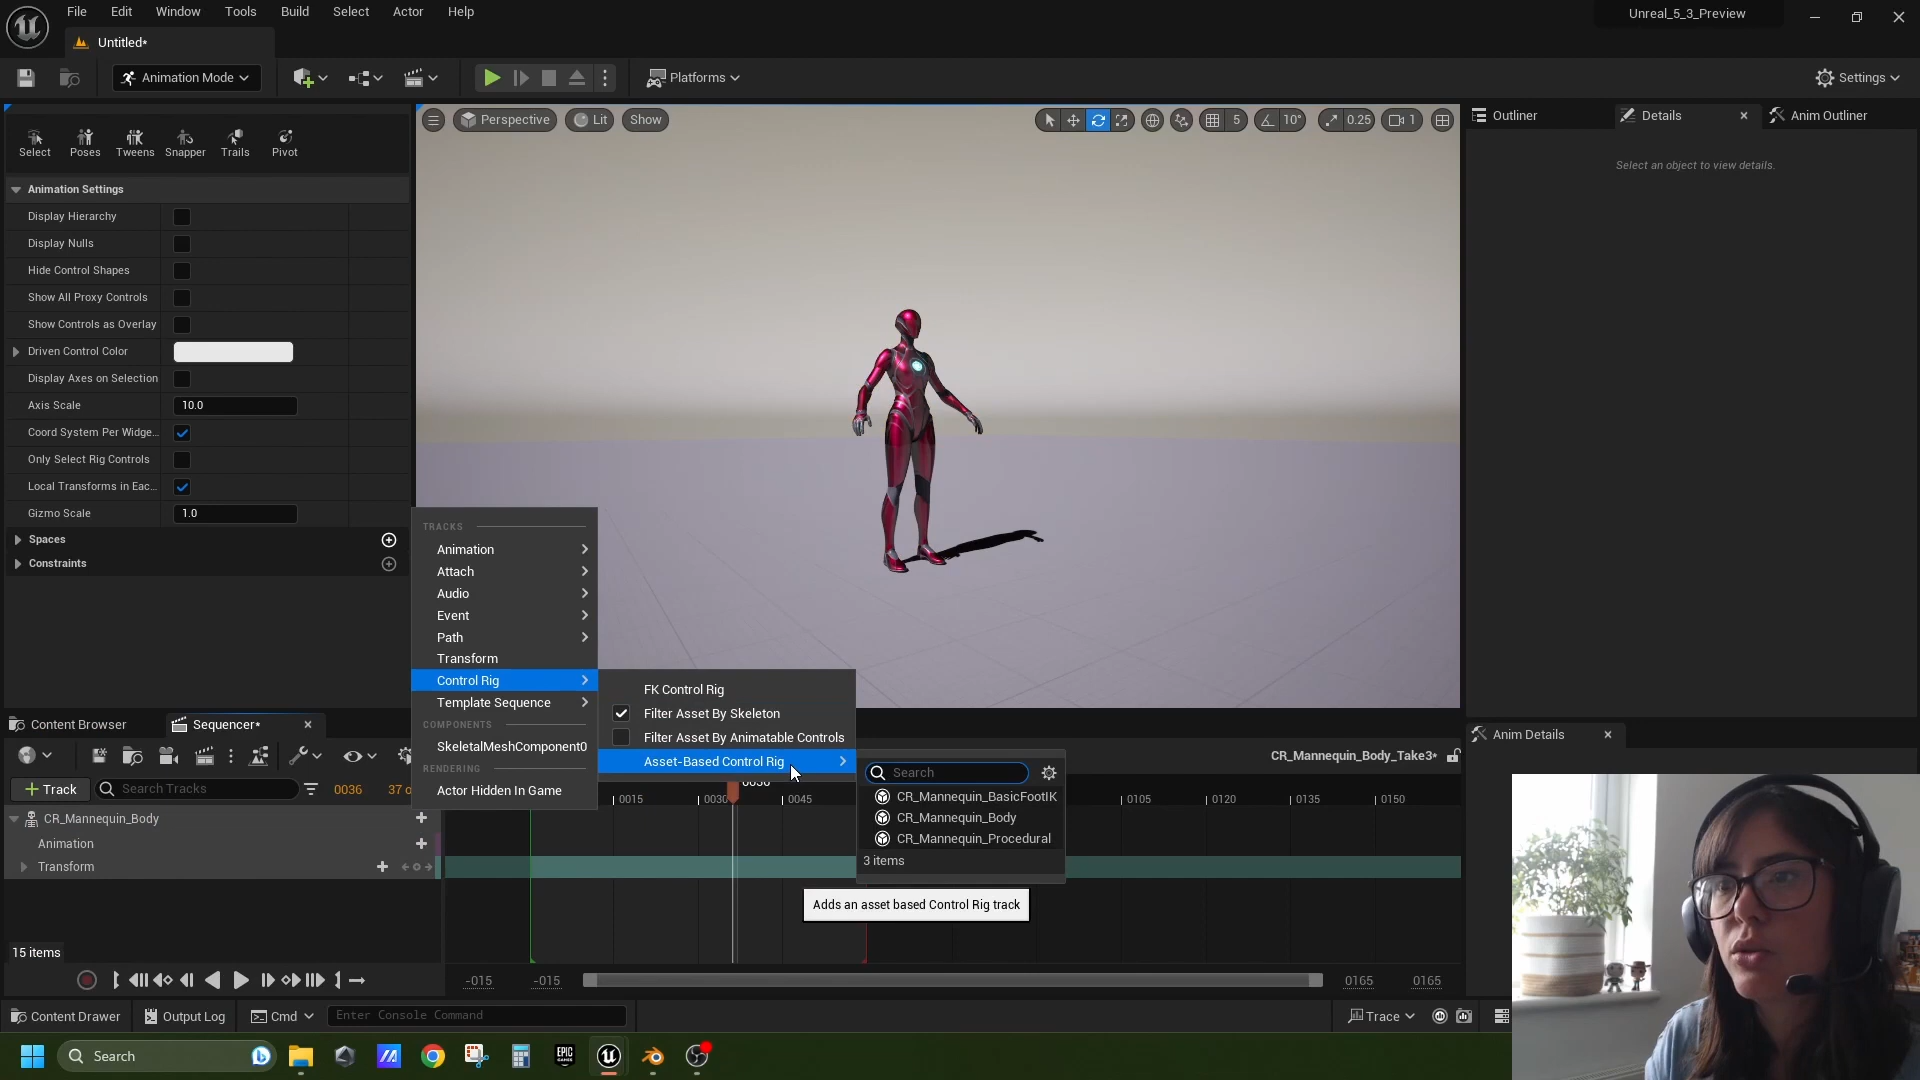 File Edit Window Tools Build Select Actor Help
Unreal_5_3_Preview
Untitled*
Animation Mode
Platforms
Settings
Select Poses Tweens Snapper Trails Pivot
Perspective Lit Show
5 10° 0.25 1
Outliner Details Anim Outliner
Select an object to view details.
Animation Settings
Display Hierarchy
Display Nulls
Hide Control Shapes
Show All Proxy Controls
Show Controls as Overlay
Driven Control Color
Display Axes on Selection
Axis Scale 10.0
Coord System Per Widge...
Only Select Rig Controls
Local Transforms in Eac...
Gizmo Scale 1.0
Spaces
Constraints
TRACKS
Animation
Attach
Audio
Event
Path
Transform
Control Rig
Template Sequence
COMPONENTS
SkeletalMeshComponent0
RENDERING
Actor Hidden In Game
FK Control Rig
Filter Asset By Skeleton
Filter Asset By Animatable Controls
Asset-Based Control Rig
Search
CR_Mannequin_BasicFootIK
CR_Mannequin_Body
CR_Mannequin_Procedural
3 items
Adds an asset based Control Rig track
Content Browser Sequencer*
CR_Mannequin_Body_Take3*
Anim Details
Track Search Tracks 0036 37 o
0015 0030 0036 0045 0105 0120 0135 0150
CR_Mannequin_Body
Animation
Transform
15 items
-015 -015 0165 0165
Content Drawer Output Log Cmd Enter Console Command
Trace
Search
EPIC
GAMES